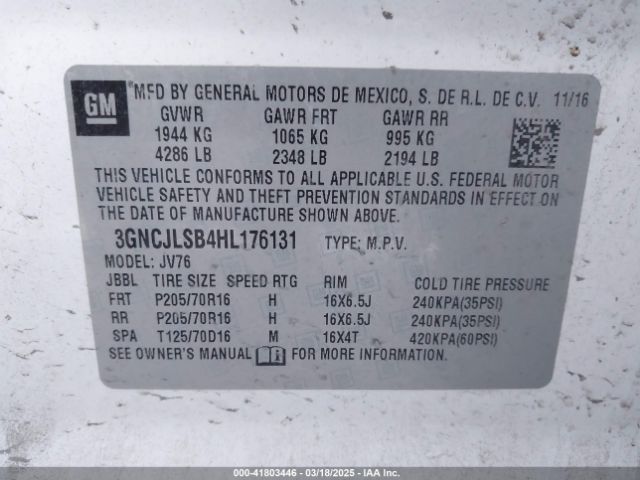 GM
*MFD BY GENERAL MOTORS DE MEXICO, S. DE R.L. DE C.V. 11/16
GVWR GAWR FRT GAWR RR
1944 KG 1065 KG 995 KG
4286 LB 2348 LB 2194 LB
THIS VEHICLE CONFORMS TO ALL APPLICABLE U.S. FEDERAL MOTOR
VEHICLE SAFETY AND THEFT PREVENTION STANDARDS IN EFFECT ON
THE DATE OF MANUFACTURE SHOWN ABOVE.
3GNCJLSB4HL176131 TYPE: M.P.V.
MODEL: JV76
JBBL TIRE SIZE SPEED RTG RIM COLD TIRE PRESSURE
FRT P205/70R16 H 16X6.5J 240KPA(35PSI)
RR P205/70R16 H 16X6.5J 240KPA(35PSI)
SPA T125/70D16 M 16X4T 420KPA(60PSI)
SEE OWNER'S MANUAL FOR MORE INFORMATION.
000-41803446 — 03/18/2025 — IAA Inc.